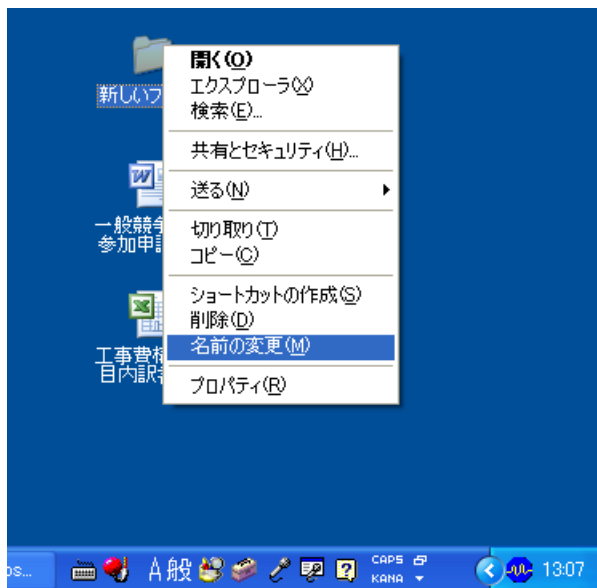 新しいフ
開く(O)
エクスプローラ(X)
検索(E)...
共有とセキュリティ(H)...
送る(N)
切り取り(T)
コピー(C)
ショートカットの作成(S)
削除(D)
名前の変更(M)
プロパティ(R)
一般競争
参加申請
工事費
目内訳
A 般
CAPS
KANA
13:07